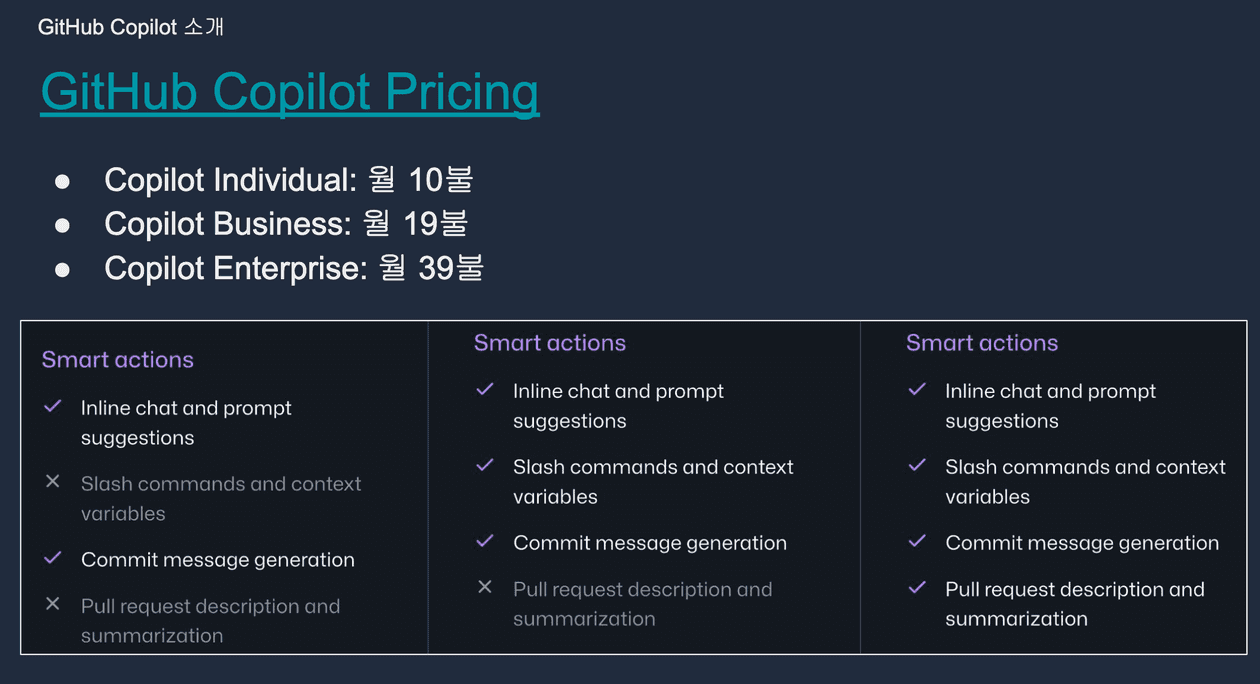 GitHub Copilot 소개
GitHub Copilot Pricing
● Copilot Individual: 월 10불
● Copilot Business: 월 19불
● Copilot Enterprise: 월 39불
Smart actions
✓ Inline chat and prompt
suggestions
✕ Slash commands and context
variables
✓ Commit message generation
✕ Pull request description and
summarization
Smart actions
✓ Inline chat and prompt
suggestions
✓ Slash commands and context
variables
✓ Commit message generation
✕ Pull request description and
summarization
Smart actions
✓ Inline chat and prompt
suggestions
✓ Slash commands and context
variables
✓ Commit message generation
✓ Pull request description and
summarization